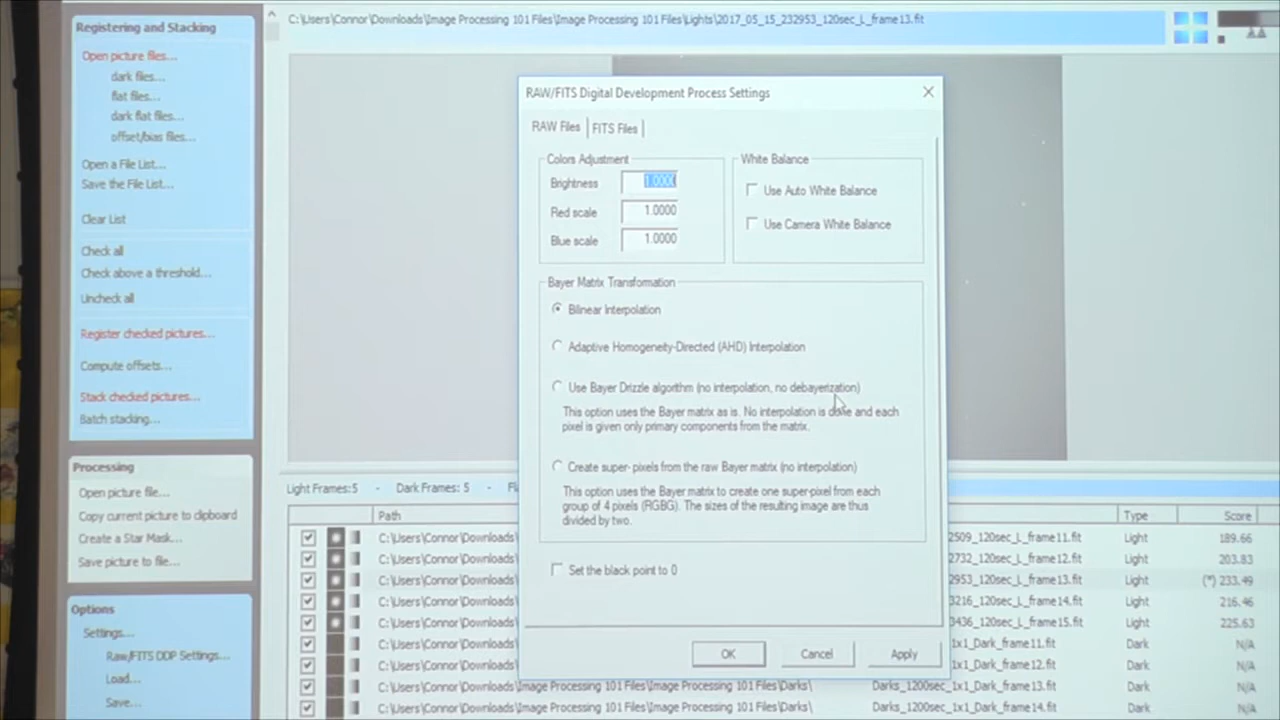 Registering and Stacking
Open picture files...
dark files...
flat files...
dark flat files...
offset/bias files...
Open a File List...
Save the File List...
Clear List
Check all
Check above a threshold...
Uncheck all
Register checked pictures...
Compute offsets...
Stack checked pictures...
Batch stacking...
Processing
Open picture file...
Copy current picture to clipboard
Create a Star Mask...
Save picture to file...
Options
Settings...
Raw/FITS DDP Settings...
Load...
Save...
C:\Users\Connor\Downloads\Image Processing 101 Files\Image Processing 101 Files\Lights\2017_05_15_232953_120sec_L_frame13.fit
RAW/FITS Digital Development Process Settings
RAW Files
FITS Files
Colors Adjustment
Brightness 1.0000
Red scale 1.0000
Blue scale 1.0000
White Balance
Use Auto White Balance
Use Camera White Balance
Bayer Matrix Transformation
Bilinear Interpolation
Adaptive Homogeneity-Directed (AHD) Interpolation
Use Bayer Drizzle algorithm (no interpolation, no debayerization)
This option uses the Bayer matrix as is. No interpolation is done and each
pixel is given only primary components from the matrix.
Create super-pixels from the raw Bayer matrix (no interpolation)
This option uses the Bayer matrix to create one super-pixel from each
group of 4 pixels (RGBG). The sizes of the resulting image are thus
divided by two.
Set the black point to 0
OK Cancel Apply
Light Frames: 5 - Dark Frames: 5 -
Path Type Score
C:\Users\Connor\Downloads\ 2509_120sec_L_frame11.fit Light 189.66
C:\Users\Connor\Downloads\ 2732_120sec_L_frame12.fit Light 203.83
C:\Users\Connor\Downloads\ 2953_120sec_L_frame13.fit Light (*) 233.49
C:\Users\Connor\Downloads\ 3216_120sec_L_frame14.fit Light 216.46
C:\Users\Connor\Downloads\ 3436_120sec_L_frame15.fit Light 225.63
C:\Users\Connor\Downloads\ 1x1_Dark_frame11.fit Dark N/A
C:\Users\Connor\Downloads\ 1x1_Dark_frame12.fit Dark N/A
C:\Users\Connor\Downloads\Image Processing 101 Files\Image Processing 101 Files\Darks\ Darks_1200sec_1x1_Dark_frame13.fit Dark N/A
C:\Users\Connor\Downloads\Image Processing 101 Files\Image Processing 101 Files\Darks\ Darks_1200sec_1x1_Dark_frame14.fit Dark N/A